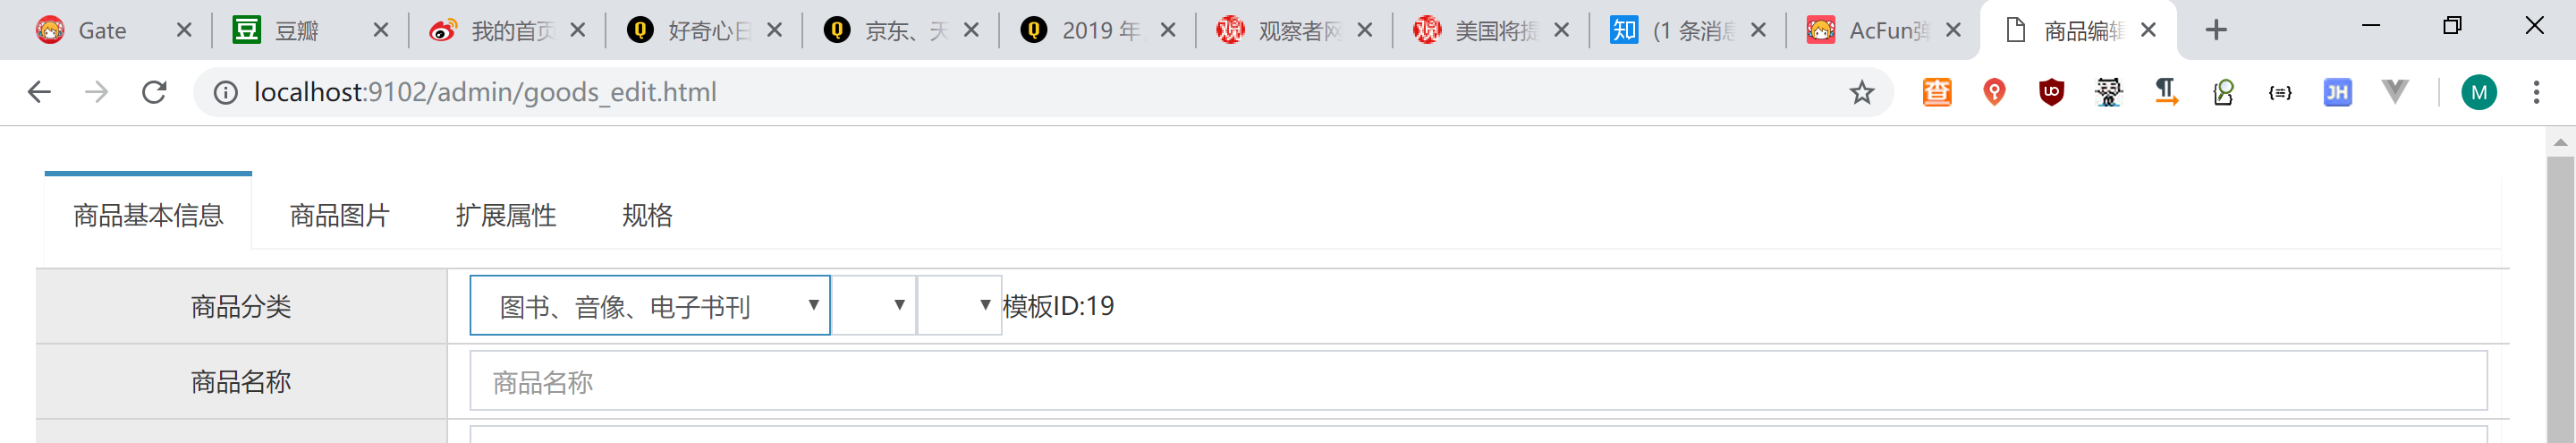 Gate 豆瓣 我的首页 好奇心日 京东、天 2019 年 观察者网 美国将提 (1 条消息 AcFun弹 商品编辑
localhost:9102/admin/goods_edit.html
商品基本信息 商品图片 扩展属性 规格
商品分类 图书、音像、电子书刊 模板ID:19
商品名称 商品名称